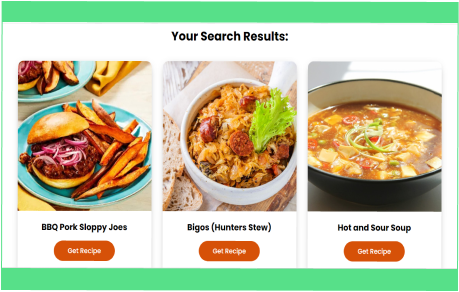 Your Search Results:
BBQ Pork Sloppy Joes
Bigos (Hunters Stew)
Hot and Sour Soup
Get Recipe
Get Recipe
Get Recipe